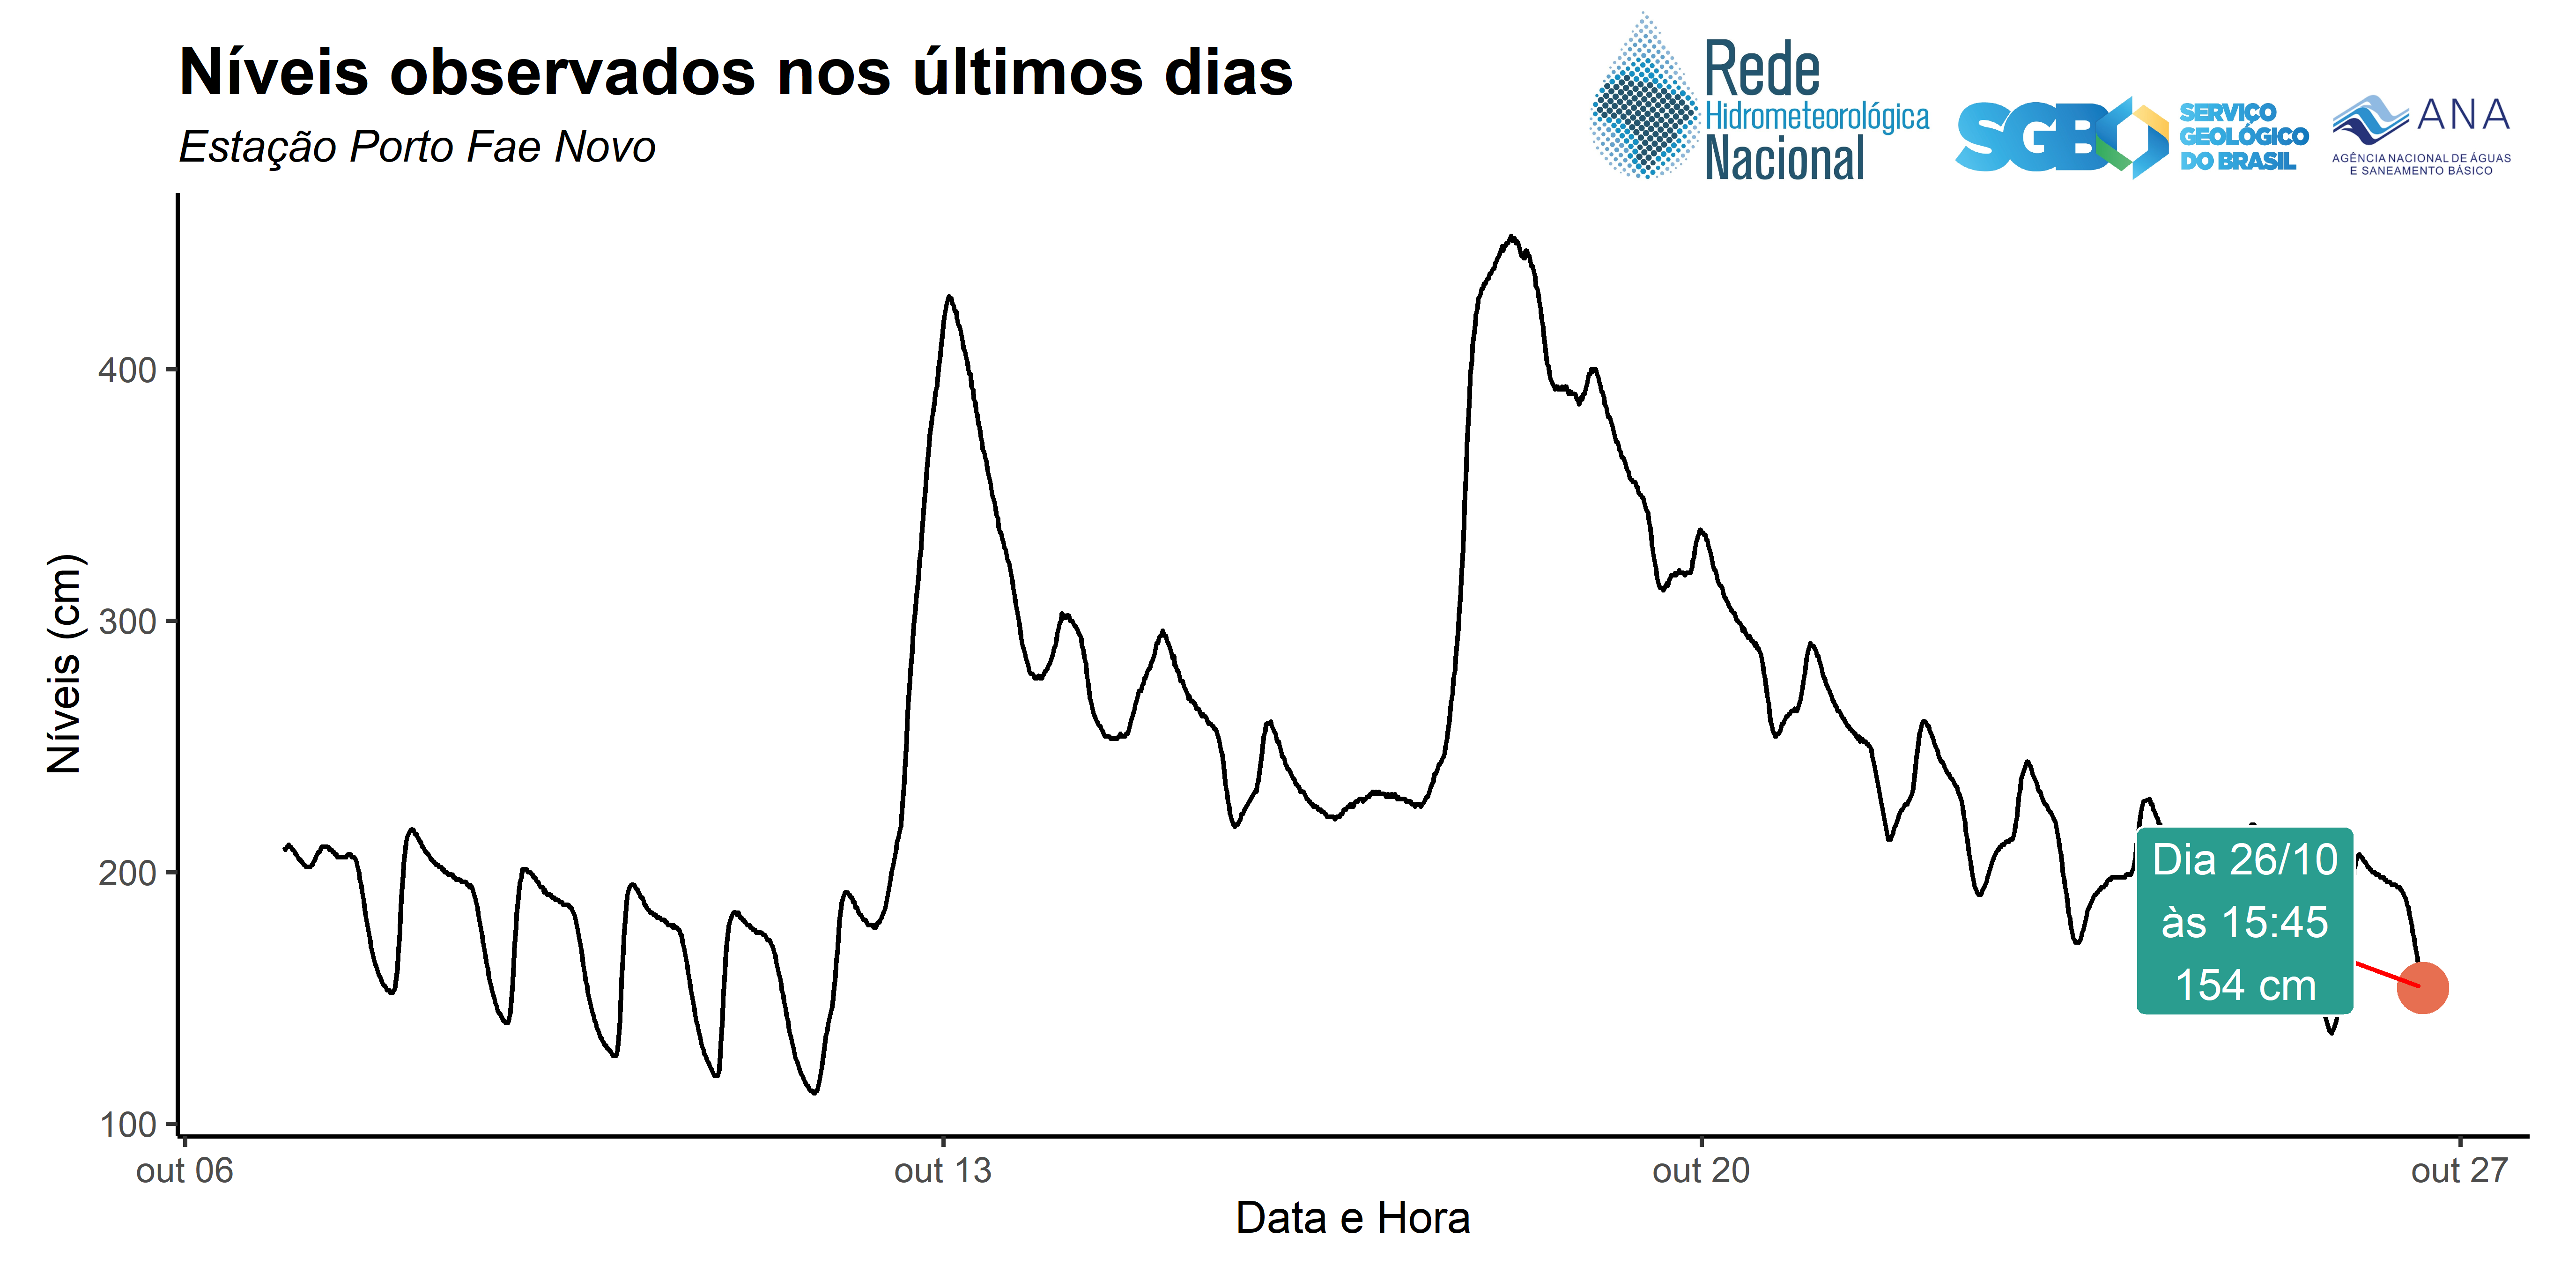 Níveis observados nos últimos dias
Estação Porto Fae Novo
Rede
Hidrometeorológica
Nacional
SGB
SERVIÇO
GEOLÓGICO
DO BRASIL
ANA
AGÊNCIA NACIONAL DE ÁGUAS
E SANEAMENTO BÁSICO
Níveis (cm)
400
300
200
100
Dia 26/10
às 15:45
154 cm
out 06
out 13
out 20
out 27
Data e Hora